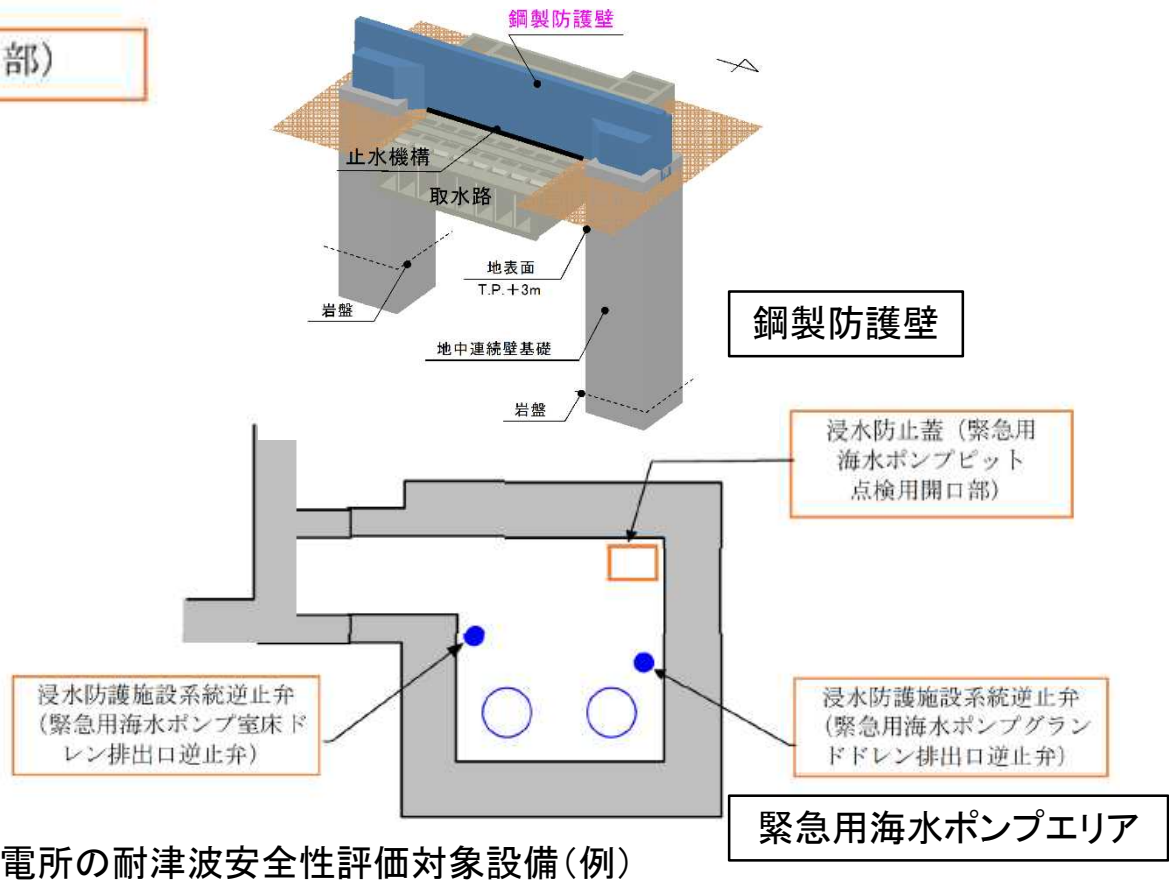 部)
鋼製防護壁
止水機構
取水路
地表面
T.P.+3m
岩盤
地中連続壁基礎
岩盤
鋼製防護壁
浸水防止蓋（緊急用
海水ポンプピット
点検用開口部）
浸水防護施設系統逆止弁
（緊急用海水ポンプ室床ド
レン排出口逆止弁）
浸水防護施設系統逆止弁
（緊急用海水ポンプグラン
ドドレン排出口逆止弁）
緊急用海水ポンプエリア
電所の耐津波安全性評価対象設備（例）